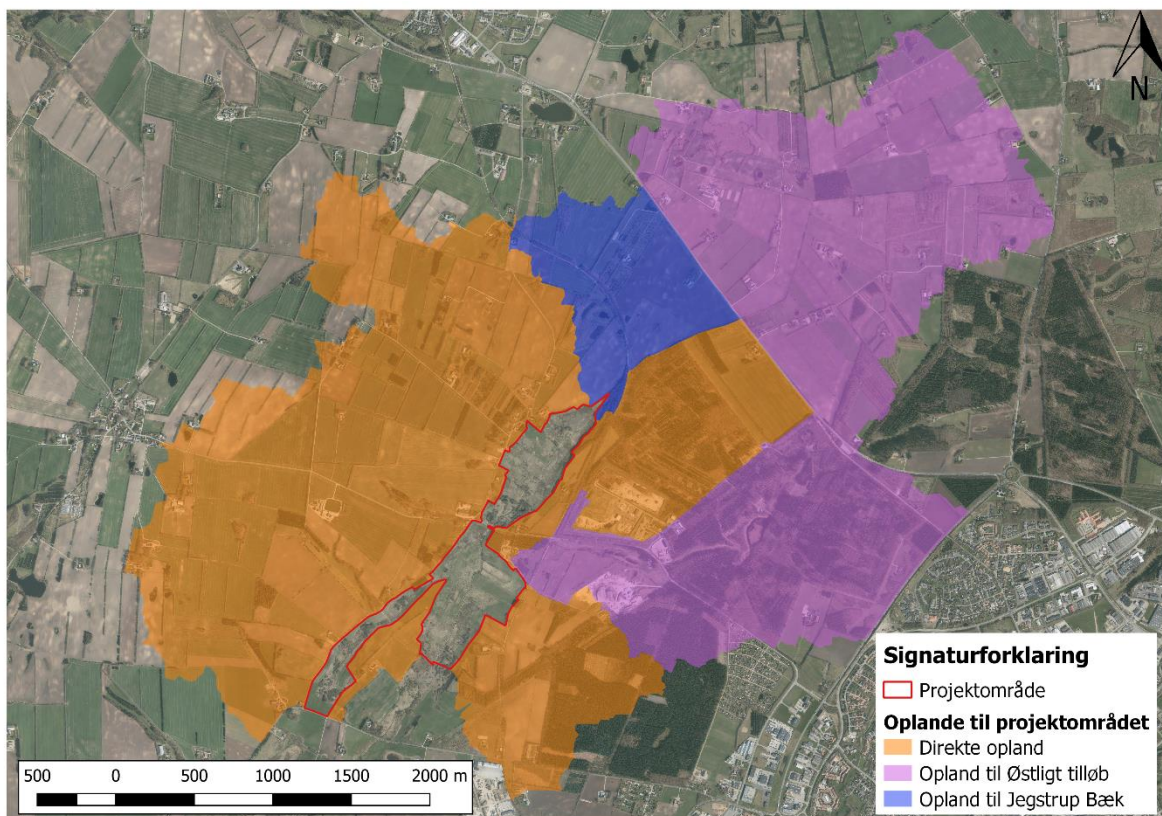 N
Signaturforklaring
Projektområde
Oplande til projektområdet
Direkte opland
Opland til Østligt tilløb
Opland til Jegstrup Bæk
500 0 500 1000 1500 2000 m